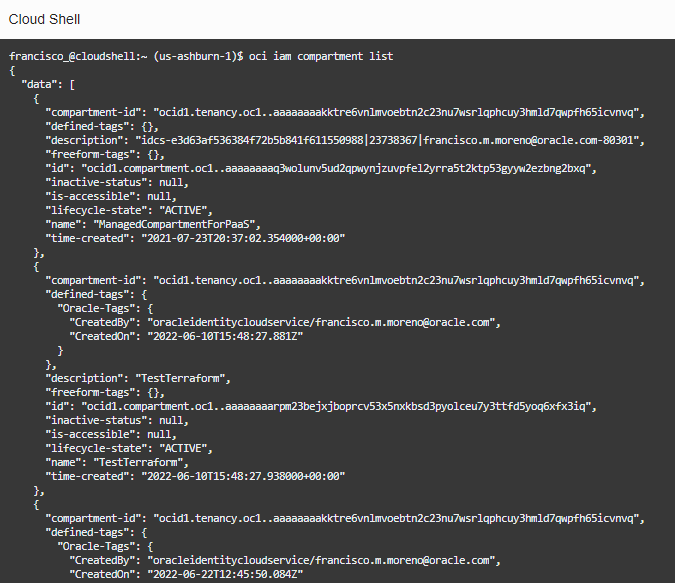 Cloud Shell
francisco_@cloudshell:~ (us-ashburn-1)$ oci iam compartment list
{
  "data": [
    {
      "compartment-id": "ocid1.tenancy.oc1..aaaaaaaakktre6vnlmvoebtn2c23nu7wsrlqphcuy3hmld7qwpfh65icvnvq",
      "defined-tags": {},
      "description": "idcs-e3d63af536384f72b5b841f611550988|23738367|francisco.m.moreno@oracle.com-80301",
      "freeform-tags": {},
      "id": "ocid1.compartment.oc1..aaaaaaaaq3wolunv5ud2qpwynjzuvpfel2yrra5t2ktp53gyyw2ezbng2bxq",
      "inactive-status": null,
      "is-accessible": null,
      "lifecycle-state": "ACTIVE",
      "name": "ManagedCompartmentForPaaS",
      "time-created": "2021-07-23T20:37:02.354000+00:00"
    },
    {
      "compartment-id": "ocid1.tenancy.oc1..aaaaaaaakktre6vnlmvoebtn2c23nu7wsrlqphcuy3hmld7qwpfh65icvnvq",
      "defined-tags": {
        "Oracle-Tags": {
          "CreatedBy": "oracleidentitycloudservice/francisco.m.moreno@oracle.com",
          "CreatedOn": "2022-06-10T15:48:27.881Z"
        }
      },
      "description": "TestTerraform",
      "freeform-tags": {},
      "id": "ocid1.compartment.oc1..aaaaaaaarpm23bejxjboprcv53x5nxkbsd3pyolceu7y3ttfd5yoq6xfx3iq",
      "inactive-status": null,
      "is-accessible": null,
      "lifecycle-state": "ACTIVE",
      "name": "TestTerraform",
      "time-created": "2022-06-10T15:48:27.938000+00:00"
    },
    {
      "compartment-id": "ocid1.tenancy.oc1..aaaaaaaakktre6vnlmvoebtn2c23nu7wsrlqphcuy3hmld7qwpfh65icvnvq",
      "defined-tags": {
        "Oracle-Tags": {
          "CreatedBy": "oracleidentitycloudservice/francisco.m.moreno@oracle.com",
          "CreatedOn": "2022-06-22T12:45:50.084Z"